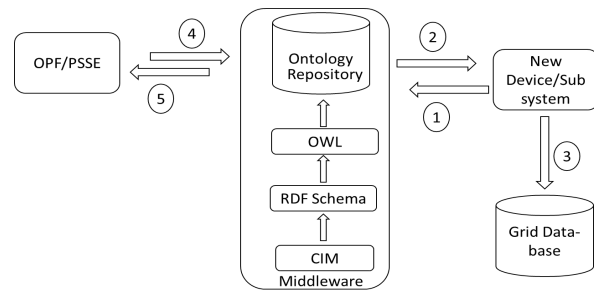 OPF/PSSE
4
5
Ontology
Repository
OWL
RDF Schema
CIM
Middleware
2
1
New
Device/Sub
system
3
Grid Data-
base